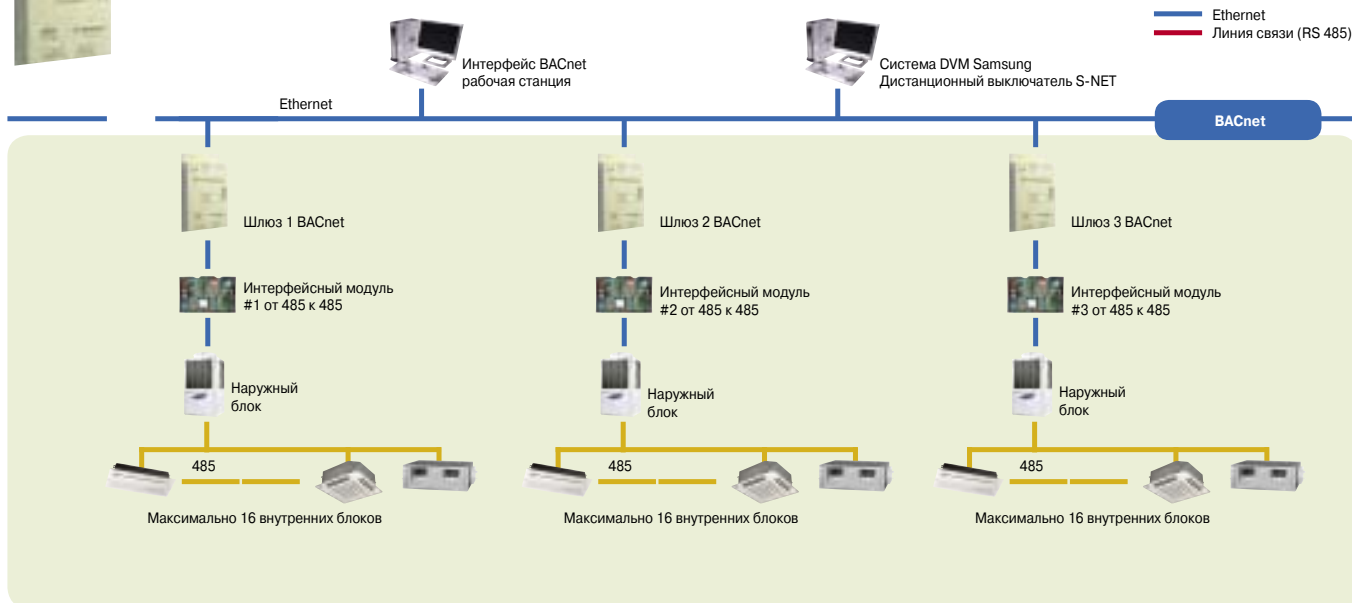 Ethernet
Линия связи (RS 485)
Интерфейс BACnet
рабочая станция
Система DVM Samsung
Дистанционный выключатель S-NET
Ethernet
BACnet
Шлюз 1 BACnet
Шлюз 2 BACnet
Шлюз 3 BACnet
Интерфейсный модуль
#1 от 485 к 485
Интерфейсный модуль
#2 от 485 к 485
Интерфейсный модуль
#3 от 485 к 485
Наружный
блок
Наружный
блок
Наружный
блок
485
485
485
Максимально 16 внутренних блоков
Максимально 16 внутренних блоков
Максимально 16 внутренних блоков